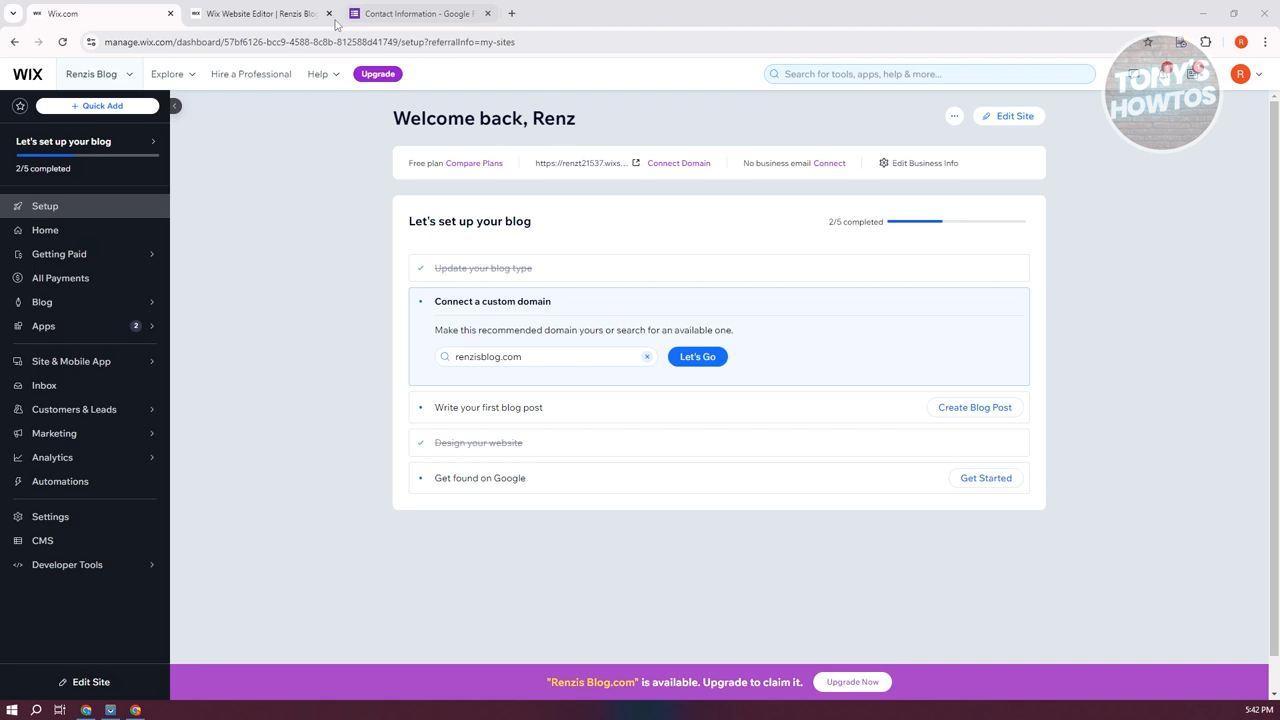 Wix.com
Wix Website Editor | Renzis Blog
Contact Information - Google F
manage.wix.com/dashboard/57bf6126-bcc9-4588-8c8b-812588d41749/setup?referralInfo=my-sites
R
WIX
Renzis Blog
Explore
Hire a Professional
Help
Upgrade
Search for tools, apps, help & more...
R
TONY'S
HOWTOS
+ Quick Add
Let's set up your blog
2/5 completed
Setup
Home
Getting Paid
All Payments
Blog
Apps
2
Site & Mobile App
Inbox
Customers & Leads
Marketing
Analytics
Automations
Settings
CMS
Developer Tools
Edit Site
Welcome back, Renz
Edit Site
Free plan Compare Plans
https://renzt21537.wixs...
Connect Domain
No business email Connect
Edit Business Info
Let's set up your blog
2/5 completed
Update your blog type
Connect a custom domain
Make this recommended domain yours or search for an available one.
renzisblog.com
Let's Go
Write your first blog post
Create Blog Post
Design your website
Get found on Google
Get Started
"Renzis Blog.com" is available. Upgrade to claim it.
Upgrade Now
5:42 PM